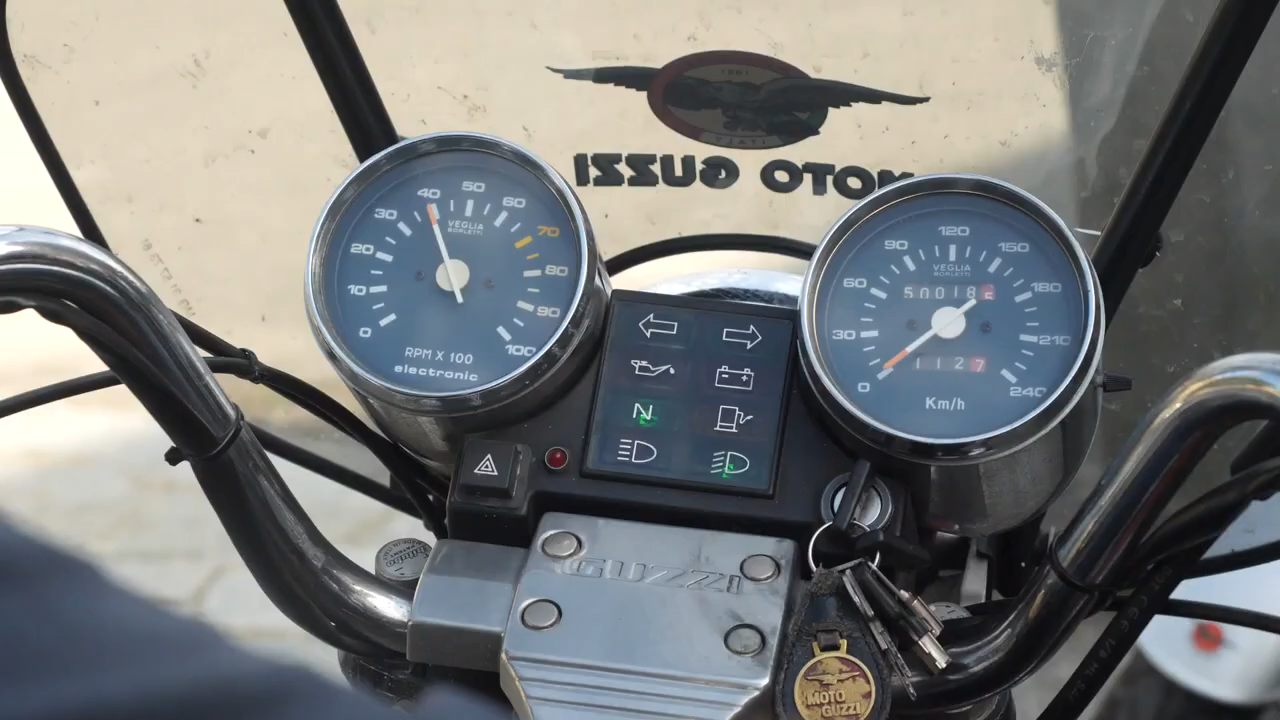 MOTO GUZZI
40 50 60
30 70
20 80
10 90
0 100
VEGLIA
BORLETTI
RPM X 100
electronic
N
120
90 150
60 180
30 210
0 240
VEGLIA
BORLETTI
50018
1127
Km/h
GUZZI
MOTO
GUZZI